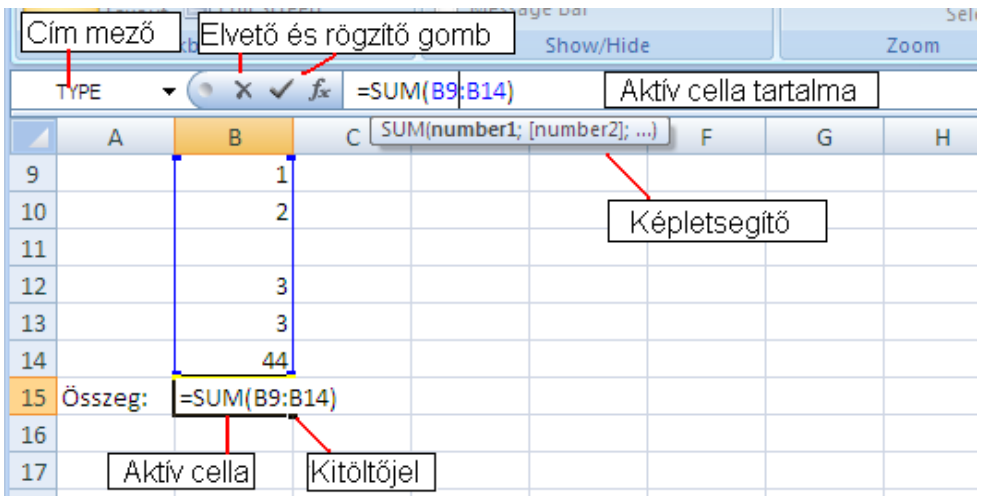 Message Bar
Cím mező
Elvető és rögzítő gomb
Show/Hide
Zoom
TYPE
fx
=SUM(B9:B14)
Aktív cella tartalma
SUM(number1; [number2]; ...)
A B C F G H
9 1
10 2
Képletsegítő
11
12 3
13 3
14 44
15 Összeg: =SUM(B9:B14)
16
Aktív cella
Kitöltőjel
17